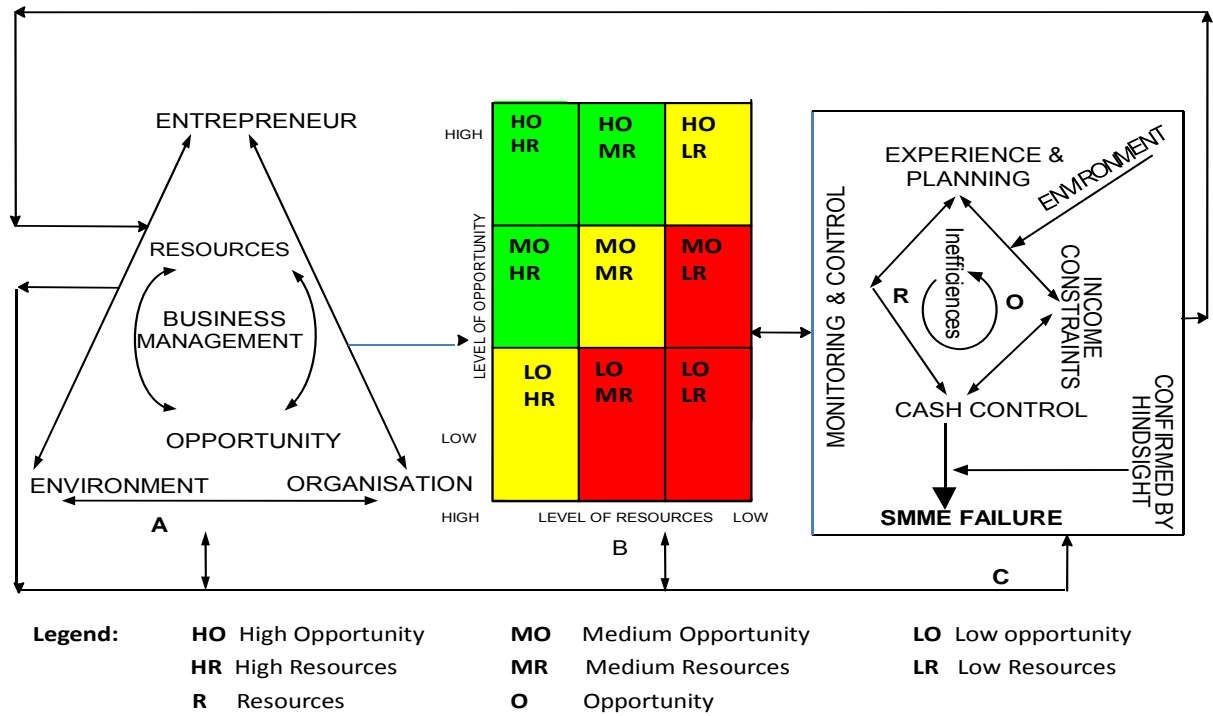 ENTREPRENEUR
RESOURCES
BUSINESS
MANAGEMENT
OPPORTUNITY
ENVIRONMENT
ORGANISATION
A
HIGH
LEVEL OF OPPORTUNITY
LOW
HO
HR
HO
MR
HO
LR
MO
HR
MO
MR
MO
LR
LO
HR
LO
MR
LO
LR
HIGH
LEVEL OF RESOURCES
LOW
B
MONITORING & CONTROL
EXPERIENCE &
PLANNING
ENVIRONMENT
R
Inefficiences
O
INCOME
CONSTRAINTS
CASH CONTROL
CONFIRMED BY
HINDSIGHT
SMME FAILURE
C
Legend: HO High Opportunity MO Medium Opportunity LO Low opportunity
HR High Resources MR Medium Resources LR Low Resources
R Resources O Opportunity